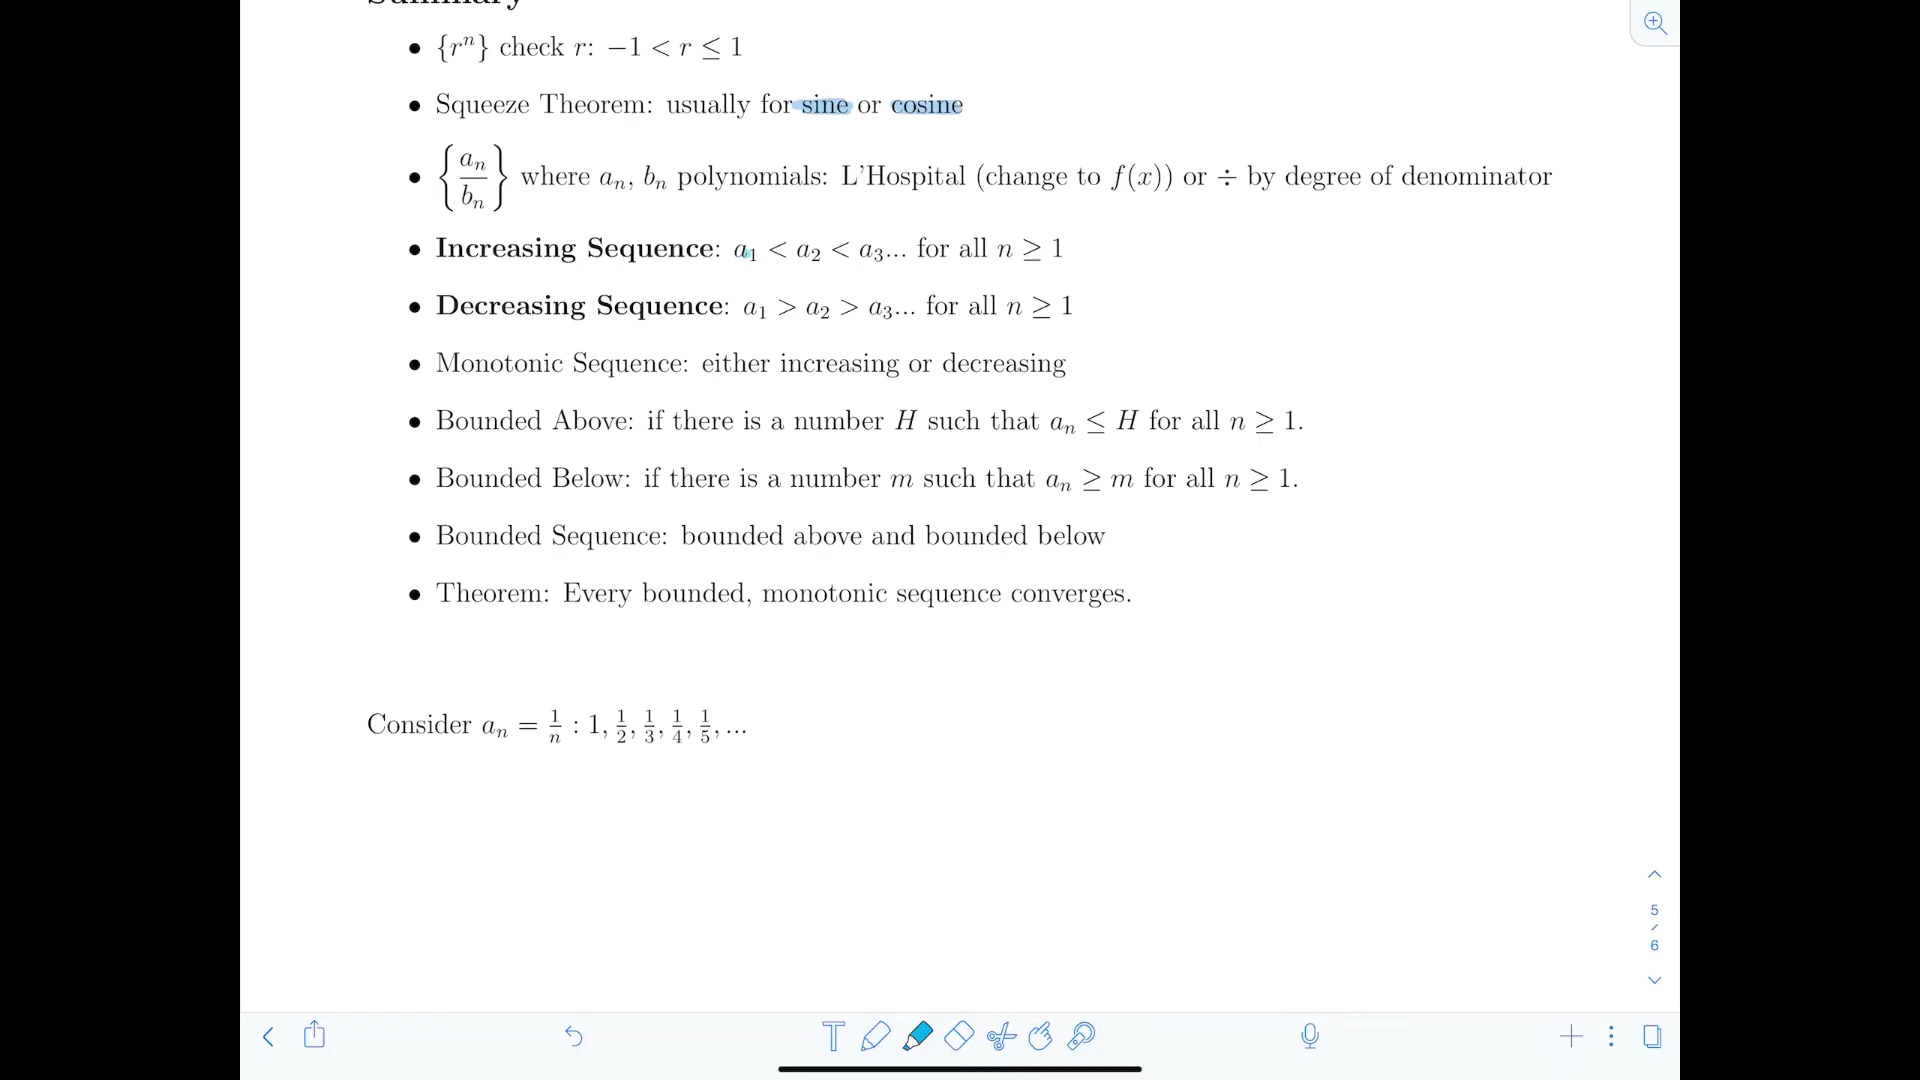 Summary
• {rⁿ} check r: −1 < r ≤ 1
• Squeeze Theorem: usually for sine or cosine
• {aₙ/bₙ} where aₙ, bₙ polynomials: L'Hospital (change to f(x)) or ÷ by degree of denominator
• Increasing Sequence: a₁ < a₂ < a₃... for all n ≥ 1
• Decreasing Sequence: a₁ > a₂ > a₃... for all n ≥ 1
• Monotonic Sequence: either increasing or decreasing
• Bounded Above: if there is a number H such that aₙ ≤ H for all n ≥ 1.
• Bounded Below: if there is a number m such that aₙ ≥ m for all n ≥ 1.
• Bounded Sequence: bounded above and bounded below
• Theorem: Every bounded, monotonic sequence converges.
Consider aₙ = 1/n : 1, 1/2, 1/3, 1/4, 1/5, ...
5
/
6
T